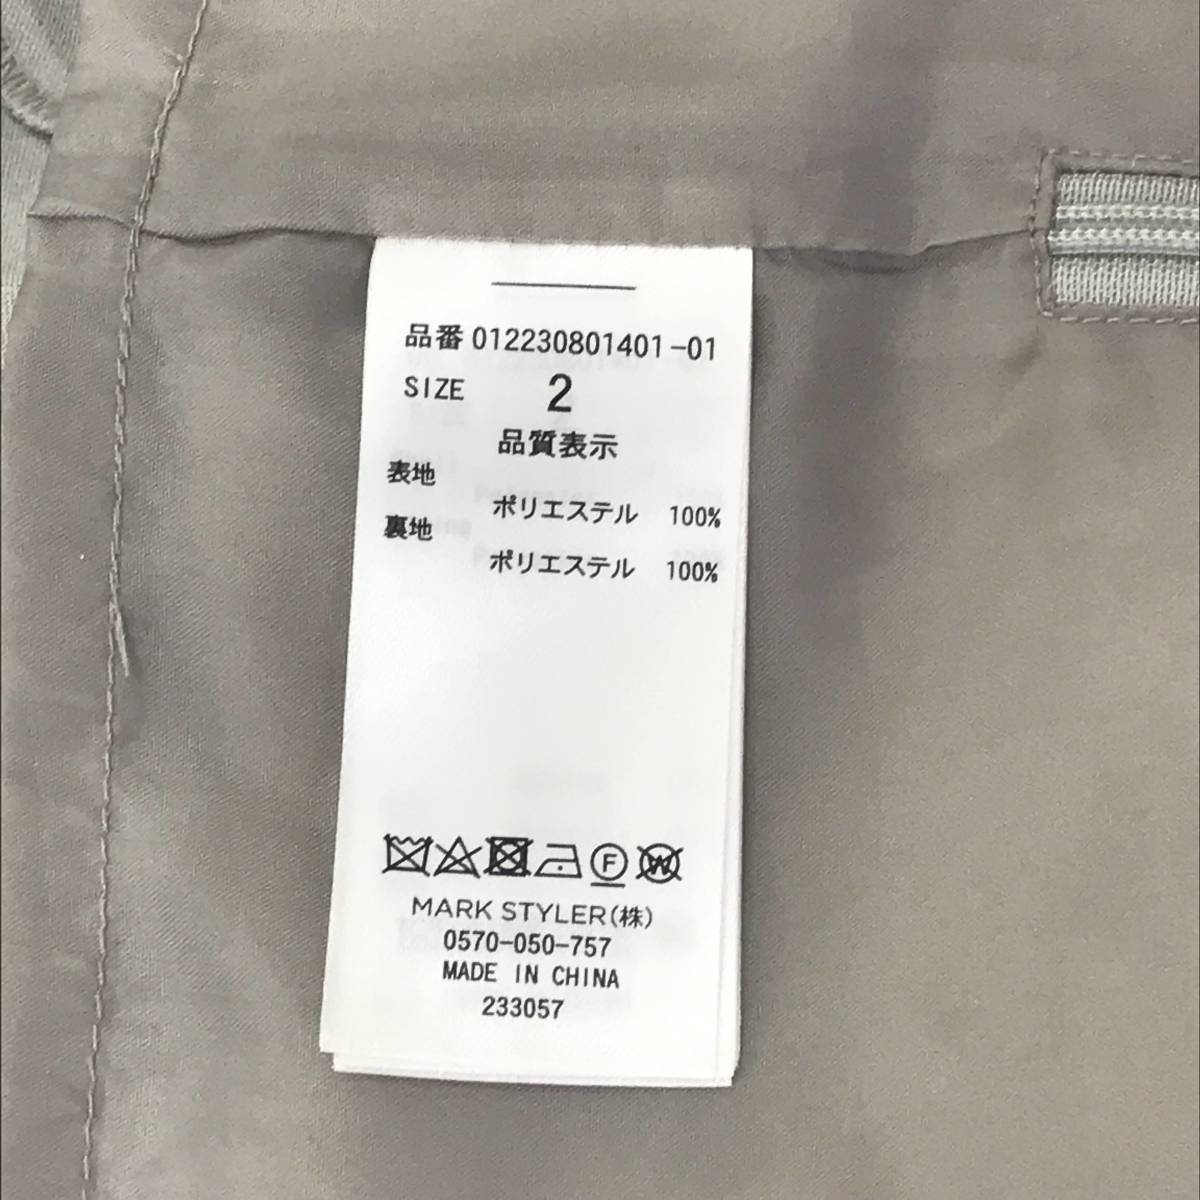 品番 012230801401-01
SIZE 2
品質表示
表地
ポリエステル 100%
裏地
ポリエステル 100%
F W
MARK STYLER(株)
0570-050-757
MADE IN CHINA
233057